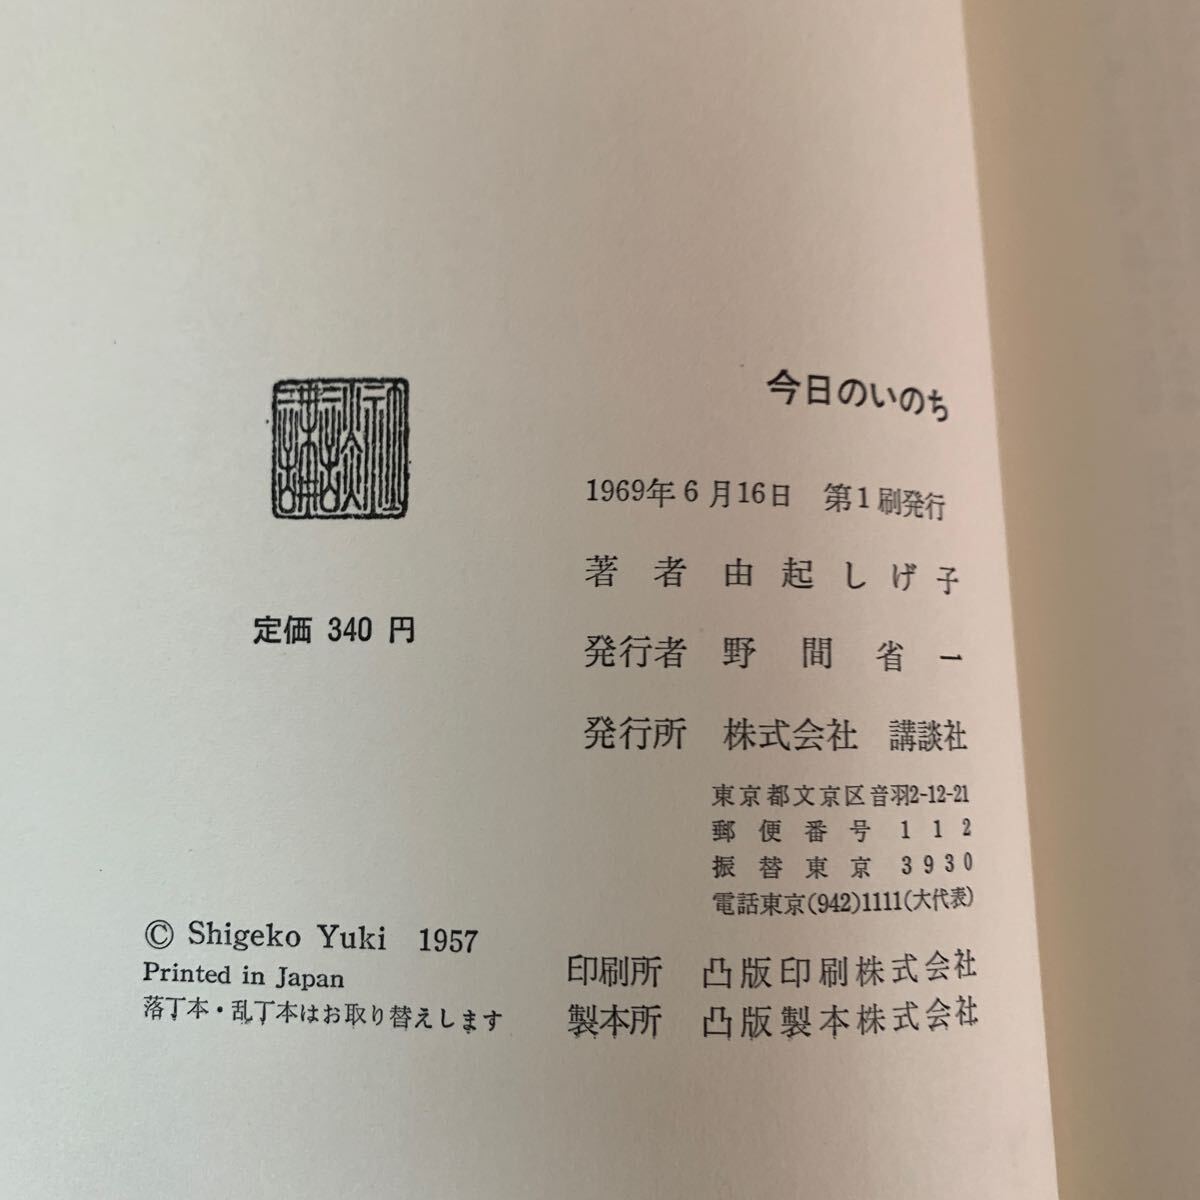 今日のいのち
1969年6月16日 第1刷発行
著者 由起しげ子
発行者 野間省一
発行所 株式会社 講談社
東京都文京区音羽2-12-21
郵便番号 112
振替東京 3930
電話東京(942)1111(大代表)
印刷所 凸版印刷株式会社
製本所 凸版製本株式会社
講談社
定価 340 円
© Shigeko Yuki 1957
Printed in Japan
落丁本・乱丁本はお取り替えします